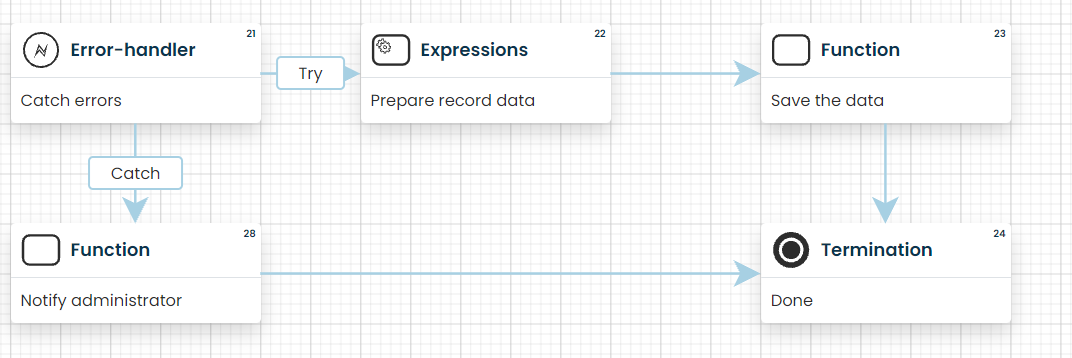 Error-handler 21
Catch errors
Try
Expressions 22
Prepare record data
Function 23
Save the data
Catch
Function 28
Notify administrator
Termination 24
Done